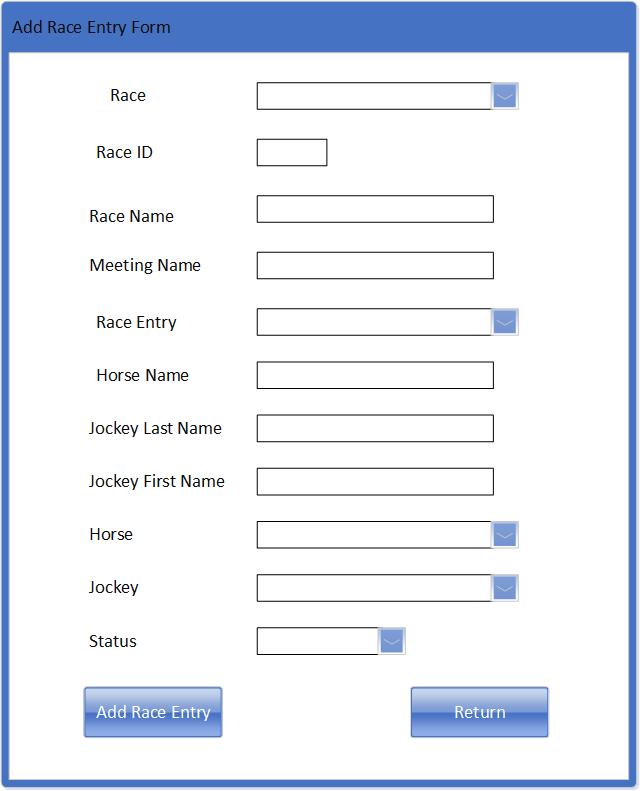 Add Race Entry Form
Race
Race ID
Race Name
Meeting Name
Race Entry
Horse Name
Jockey Last Name
Jockey First Name
Horse
Jockey
Status
Add Race Entry
Return